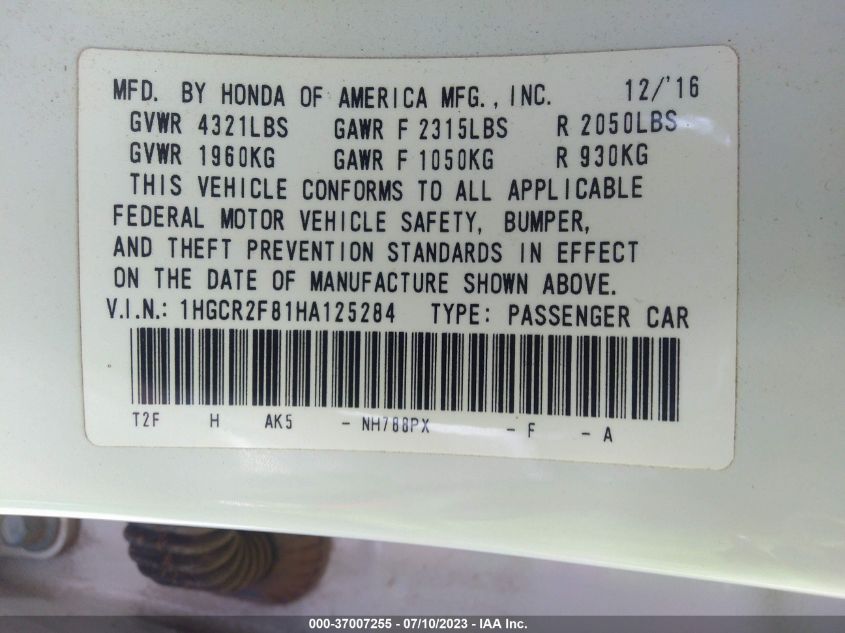 MFD. BY HONDA OF AMERICA MFG., INC. 12/'16
GVWR 4321LBS GAWR F 2315LBS R 2050LBS
GVWR 1960KG GAWR F 1050KG R 930KG
THIS VEHICLE CONFORMS TO ALL APPLICABLE
FEDERAL MOTOR VEHICLE SAFETY, BUMPER,
AND THEFT PREVENTION STANDARDS IN EFFECT
ON THE DATE OF MANUFACTURE SHOWN ABOVE.
V.I.N.: 1HGCR2F81HA125284 TYPE: PASSENGER CAR
T2F H AK5 - NH788PX - F - A
000-37007255 - 07/10/2023 - IAA Inc.